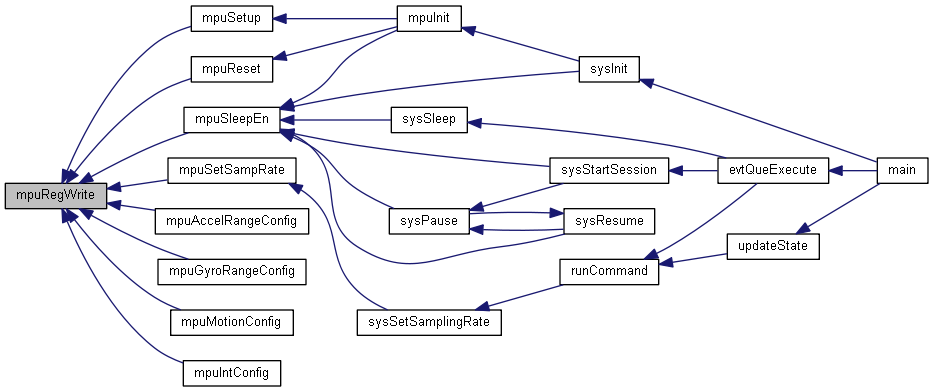 mpuRegWrite
mpuSetup
mpuReset
mpuSleepEn
mpuSetSampRate
mpuAccelRangeConfig
mpuGyroRangeConfig
mpuMotionConfig
mpuIntConfig
mpuInit
sysSleep
sysPause
sysSetSamplingRate
sysInit
sysStartSession
sysResume
runCommand
evtQueExecute
updateState
main